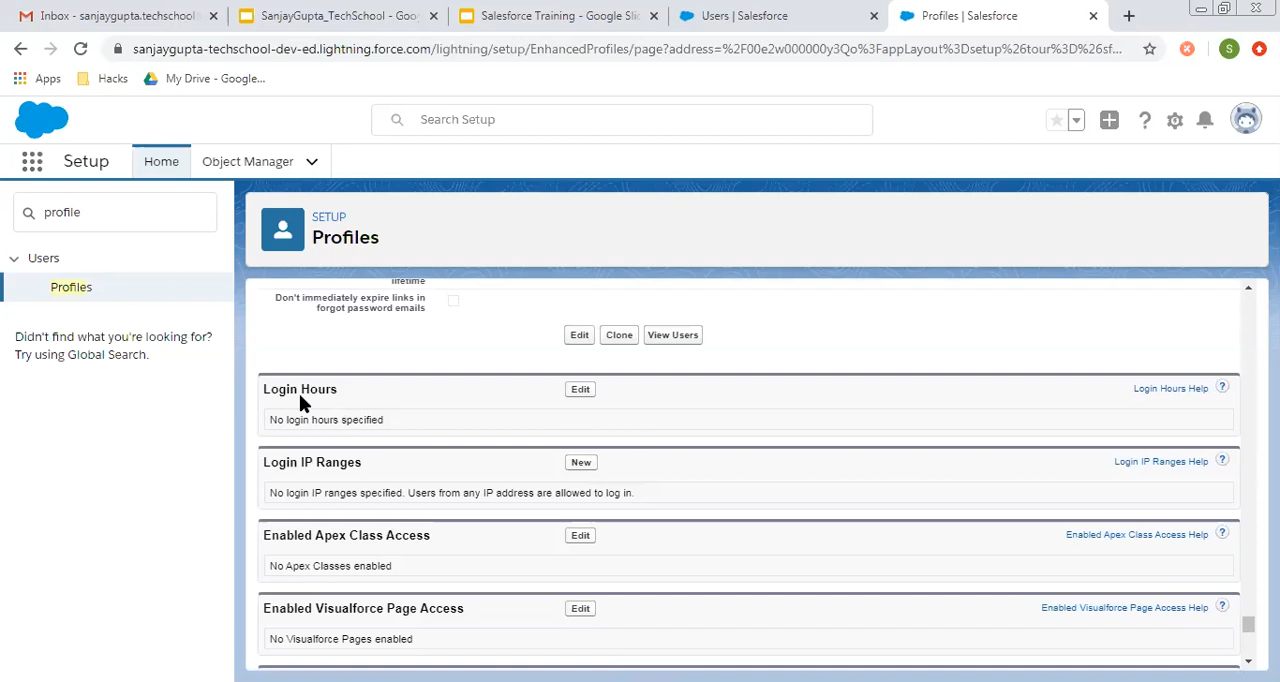 Inbox - sanjaygupta.techschool
SanjayGupta_TechSchool - Goo
Salesforce Training - Google Slic
Users | Salesforce
Profiles | Salesforce
sanjaygupta-techschool-dev-ed.lightning.force.com/lightning/setup/EnhancedProfiles/page?address=%2F00e2w000000y3Qo%3FappLayout%3Dsetup%26tour%3D%26sf...
S
Apps
Hacks
My Drive - Google...
Search Setup
Setup
Home
Object Manager
profile
Users
Profiles
Didn't find what you're looking for?
Try using Global Search.
SETUP
Profiles
lifetime
Don't immediately expire links in
forgot password emails
Edit
Clone
View Users
Login Hours
Edit
Login Hours Help ?
No login hours specified
Login IP Ranges
New
Login IP Ranges Help ?
No login IP ranges specified. Users from any IP address are allowed to log in.
Enabled Apex Class Access
Edit
Enabled Apex Class Access Help ?
No Apex Classes enabled
Enabled Visualforce Page Access
Edit
Enabled Visualforce Page Access Help ?
No Visualforce Pages enabled